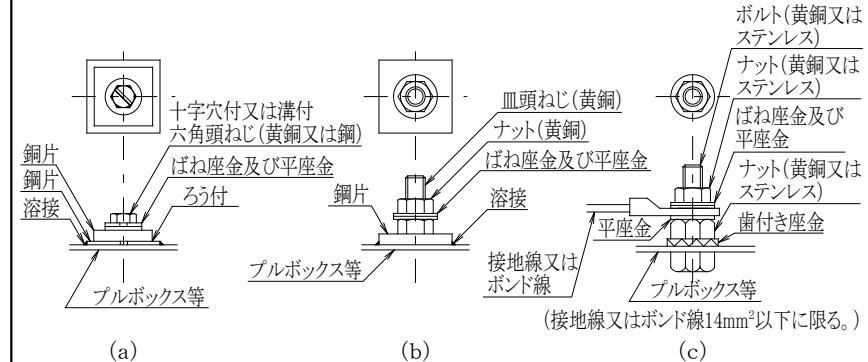 十字穴付又は溝付
六角頭ねじ(黄銅又は鋼)
ばね座金及び平座金
ろう付
銅片
鋼片
溶接
プルボックス等
(a)
皿頭ねじ(黄銅)
ナット(黄銅)
ばね座金及び平座金
鋼片
溶接
プルボックス等
(b)
ボルト(黄銅又は
ステンレス)
ナット(黄銅又は
ステンレス)
ばね座金及び
平座金
ナット(黄銅又は
ステンレス)
歯付き座金
平座金
接地線又は
ボンド線
プルボックス等
(接地線又はボンド線14mm²以下に限る。)
(c)